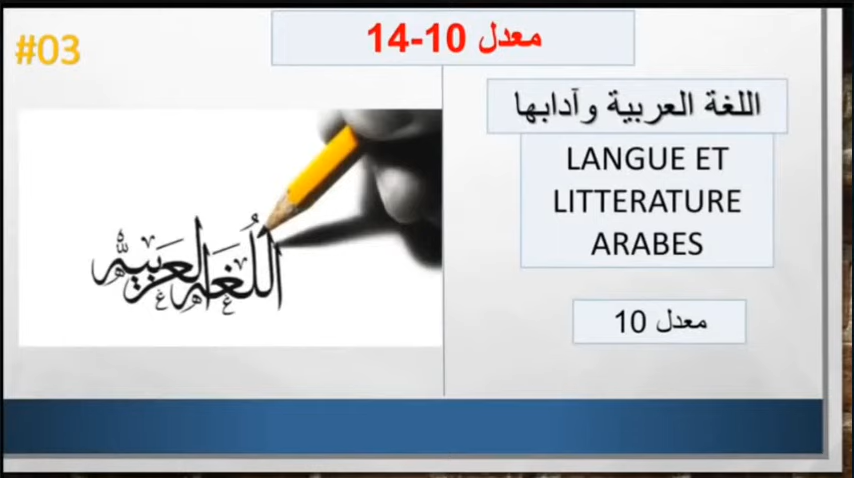 #03
معدل 10-14
اللغة العربية وآدابها
LANGUE ET
LITTERATURE
ARABES
اللغة العربية
معدل 10